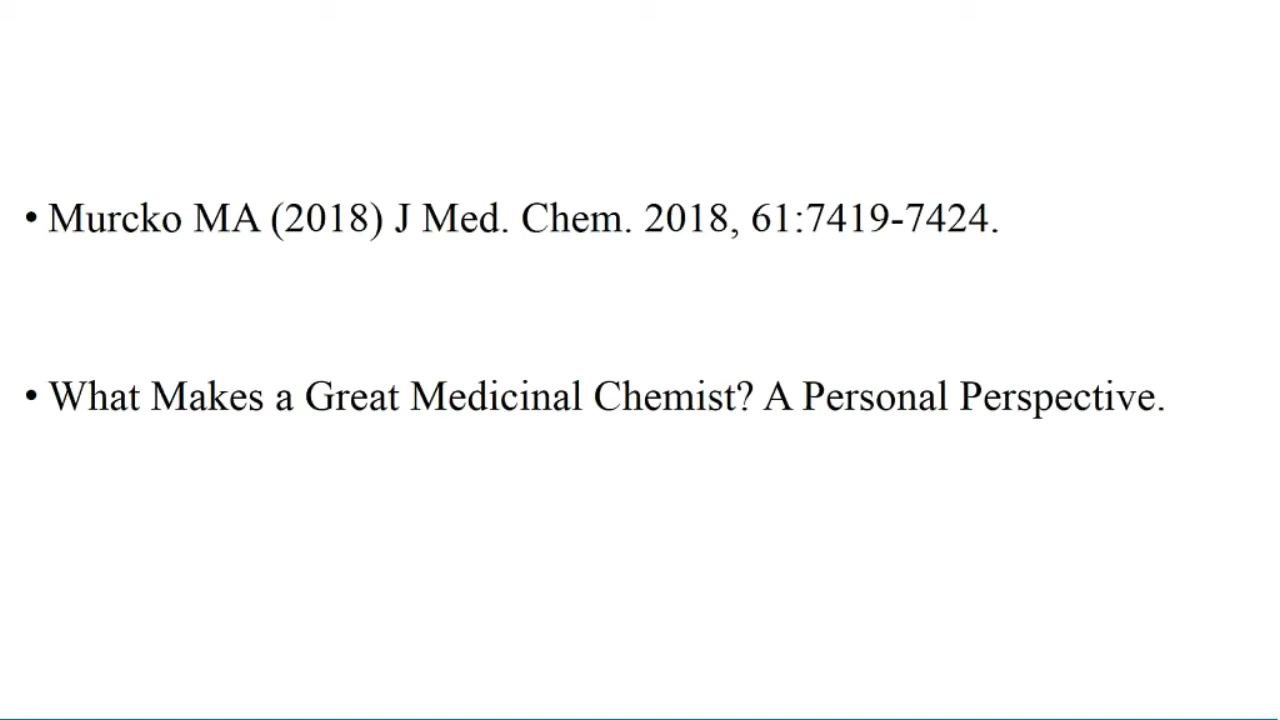 • Murcko MA (2018) J Med. Chem. 2018, 61:7419-7424.
• What Makes a Great Medicinal Chemist? A Personal Perspective.